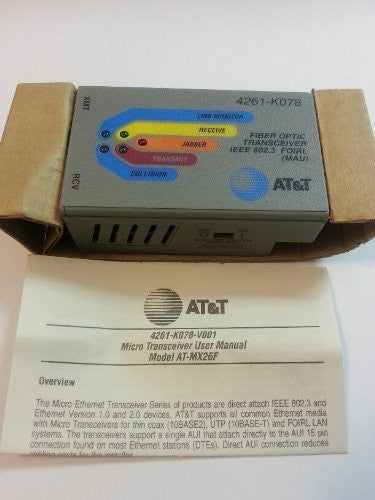 XMT
RCV
4261-K078
LINK MONITOR
RECEIVE
JABBER
TRANSMIT
COLLISION
FIBER OPTIC
TRANSCEIVER
IEEE 802.3 FOIRL
(MAU)
AT&T
AT&T
4261-K078-V001
Micro Transceiver User Manual
Model AT-MX26F
Overview
The Micro Ethernet Transceiver Series of products are direct attach IEEE 802.3 and
Ethernet Version 1.0 and 2.0 devices. AT&T supports all common Ethernet media
with Micro Transceivers for thin coax (10BASE2), UTP (10BASE-T) and FOIRL LAN
systems. The transceivers support a single AUI that attach directly to the AUI 15 pin
connection found on most Ethernet Stations (DTEs). Direct AUI connection reduces
cabling costs for the installer.